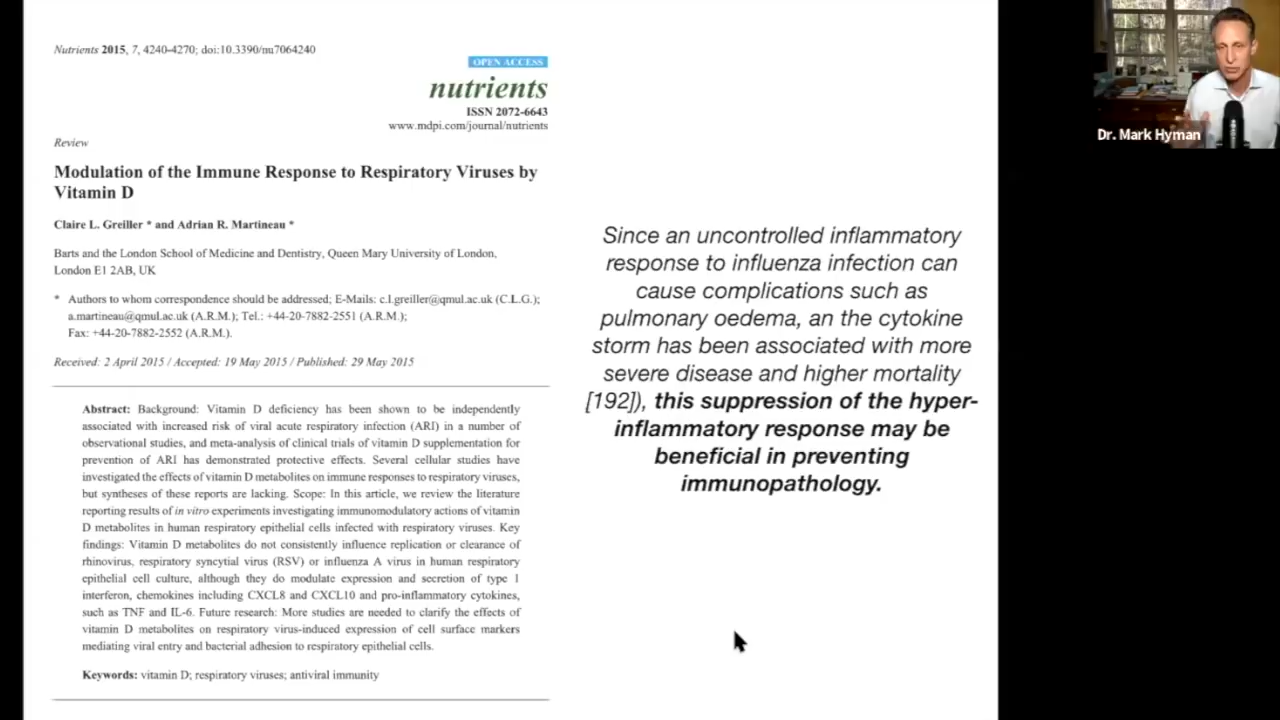 Nutrients 2015, 7, 4240-4270; doi:10.3390/nu7064240
OPEN ACCESS
nutrients
ISSN 2072-6643
www.mdpi.com/journal/nutrients
Review
Modulation of the Immune Response to Respiratory Viruses by
Vitamin D
Claire L. Greiller * and Adrian R. Martineau *
Barts and the London School of Medicine and Dentistry, Queen Mary University of London,
London E1 2AB, UK
* Authors to whom correspondence should be addressed; E-Mails: c.l.greiller@qmul.ac.uk (C.L.G.);
a.martineau@qmul.ac.uk (A.R.M.); Tel.: +44-20-7882-2551 (A.R.M.);
Fax: +44-20-7882-2552 (A.R.M.).
Received: 2 April 2015 / Accepted: 19 May 2015 / Published: 29 May 2015
Abstract: Background: Vitamin D deficiency has been shown to be independently
associated with increased risk of viral acute respiratory infection (ARI) in a number of
observational studies, and meta-analysis of clinical trials of vitamin D supplementation for
prevention of ARI has demonstrated protective effects. Several cellular studies have
investigated the effects of vitamin D metabolites on immune responses to respiratory viruses,
but syntheses of these reports are lacking. Scope: In this article, we review the literature
reporting results of in vitro experiments investigating immunomodulatory actions of vitamin
D metabolites in human respiratory epithelial cells infected with respiratory viruses. Key
findings: Vitamin D metabolites do not consistently influence replication or clearance of
rhinovirus, respiratory syncytial virus (RSV) or influenza A virus in human respiratory
epithelial cell culture, although they do modulate expression and secretion of type 1
interferon, chemokines including CXCL8 and CXCL10 and pro-inflammatory cytokines,
such as TNF and IL-6. Future research: More studies are needed to clarify the effects of
vitamin D metabolites on respiratory virus-induced expression of cell surface markers
mediating viral entry and bacterial adhesion to respiratory epithelial cells.
Keywords: vitamin D; respiratory viruses; antiviral immunity
Since an uncontrolled inflammatory
response to influenza infection can
cause complications such as
pulmonary oedema, an the cytokine
storm has been associated with more
severe disease and higher mortality
[192]), this suppression of the hyper-
inflammatory response may be
beneficial in preventing
immunopathology.
Dr. Mark Hyman